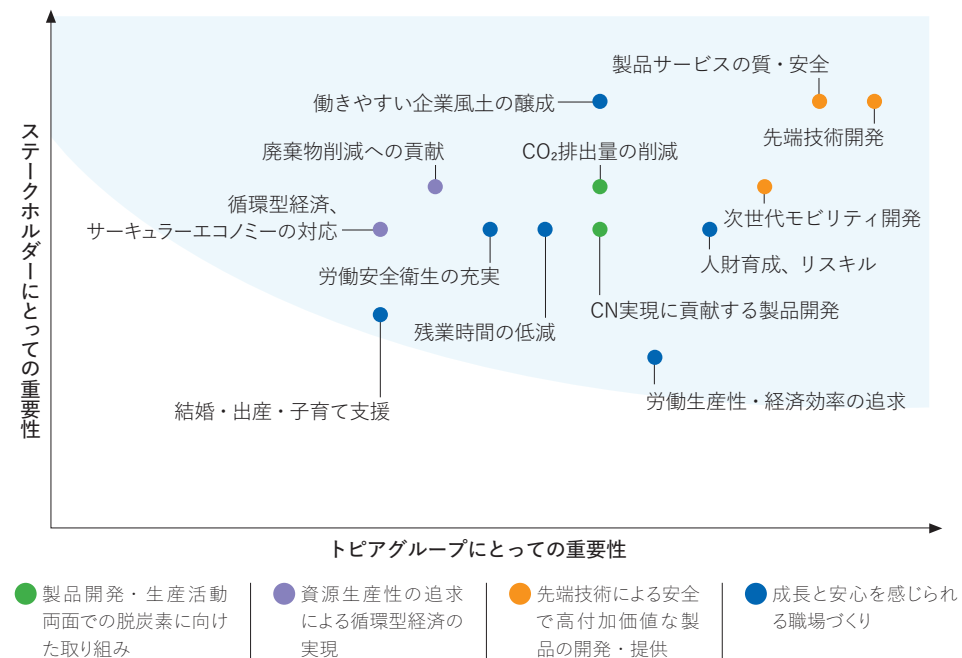 ステークホルダーにとっての重要性
製品サービスの質・安全
働きやすい企業風土の醸成
先端技術開発
廃棄物削減への貢献
CO₂排出量の削減
循環型経済、
サーキュラーエコノミーの対応
次世代モビリティ開発
労働安全衛生の充実
人財育成、リスキル
残業時間の低減
CN実現に貢献する製品開発
結婚・出産・子育て支援
労働生産性・経済効率の追求
トピアグループにとっての重要性
製品開発・生産活動
両面での脱炭素に向け
た取り組み
資源生産性の追求
による循環型経済の
実現
先端技術による安全
で高付加価値な製
品の開発・提供
成長と安心を感じられ
る職場づくり